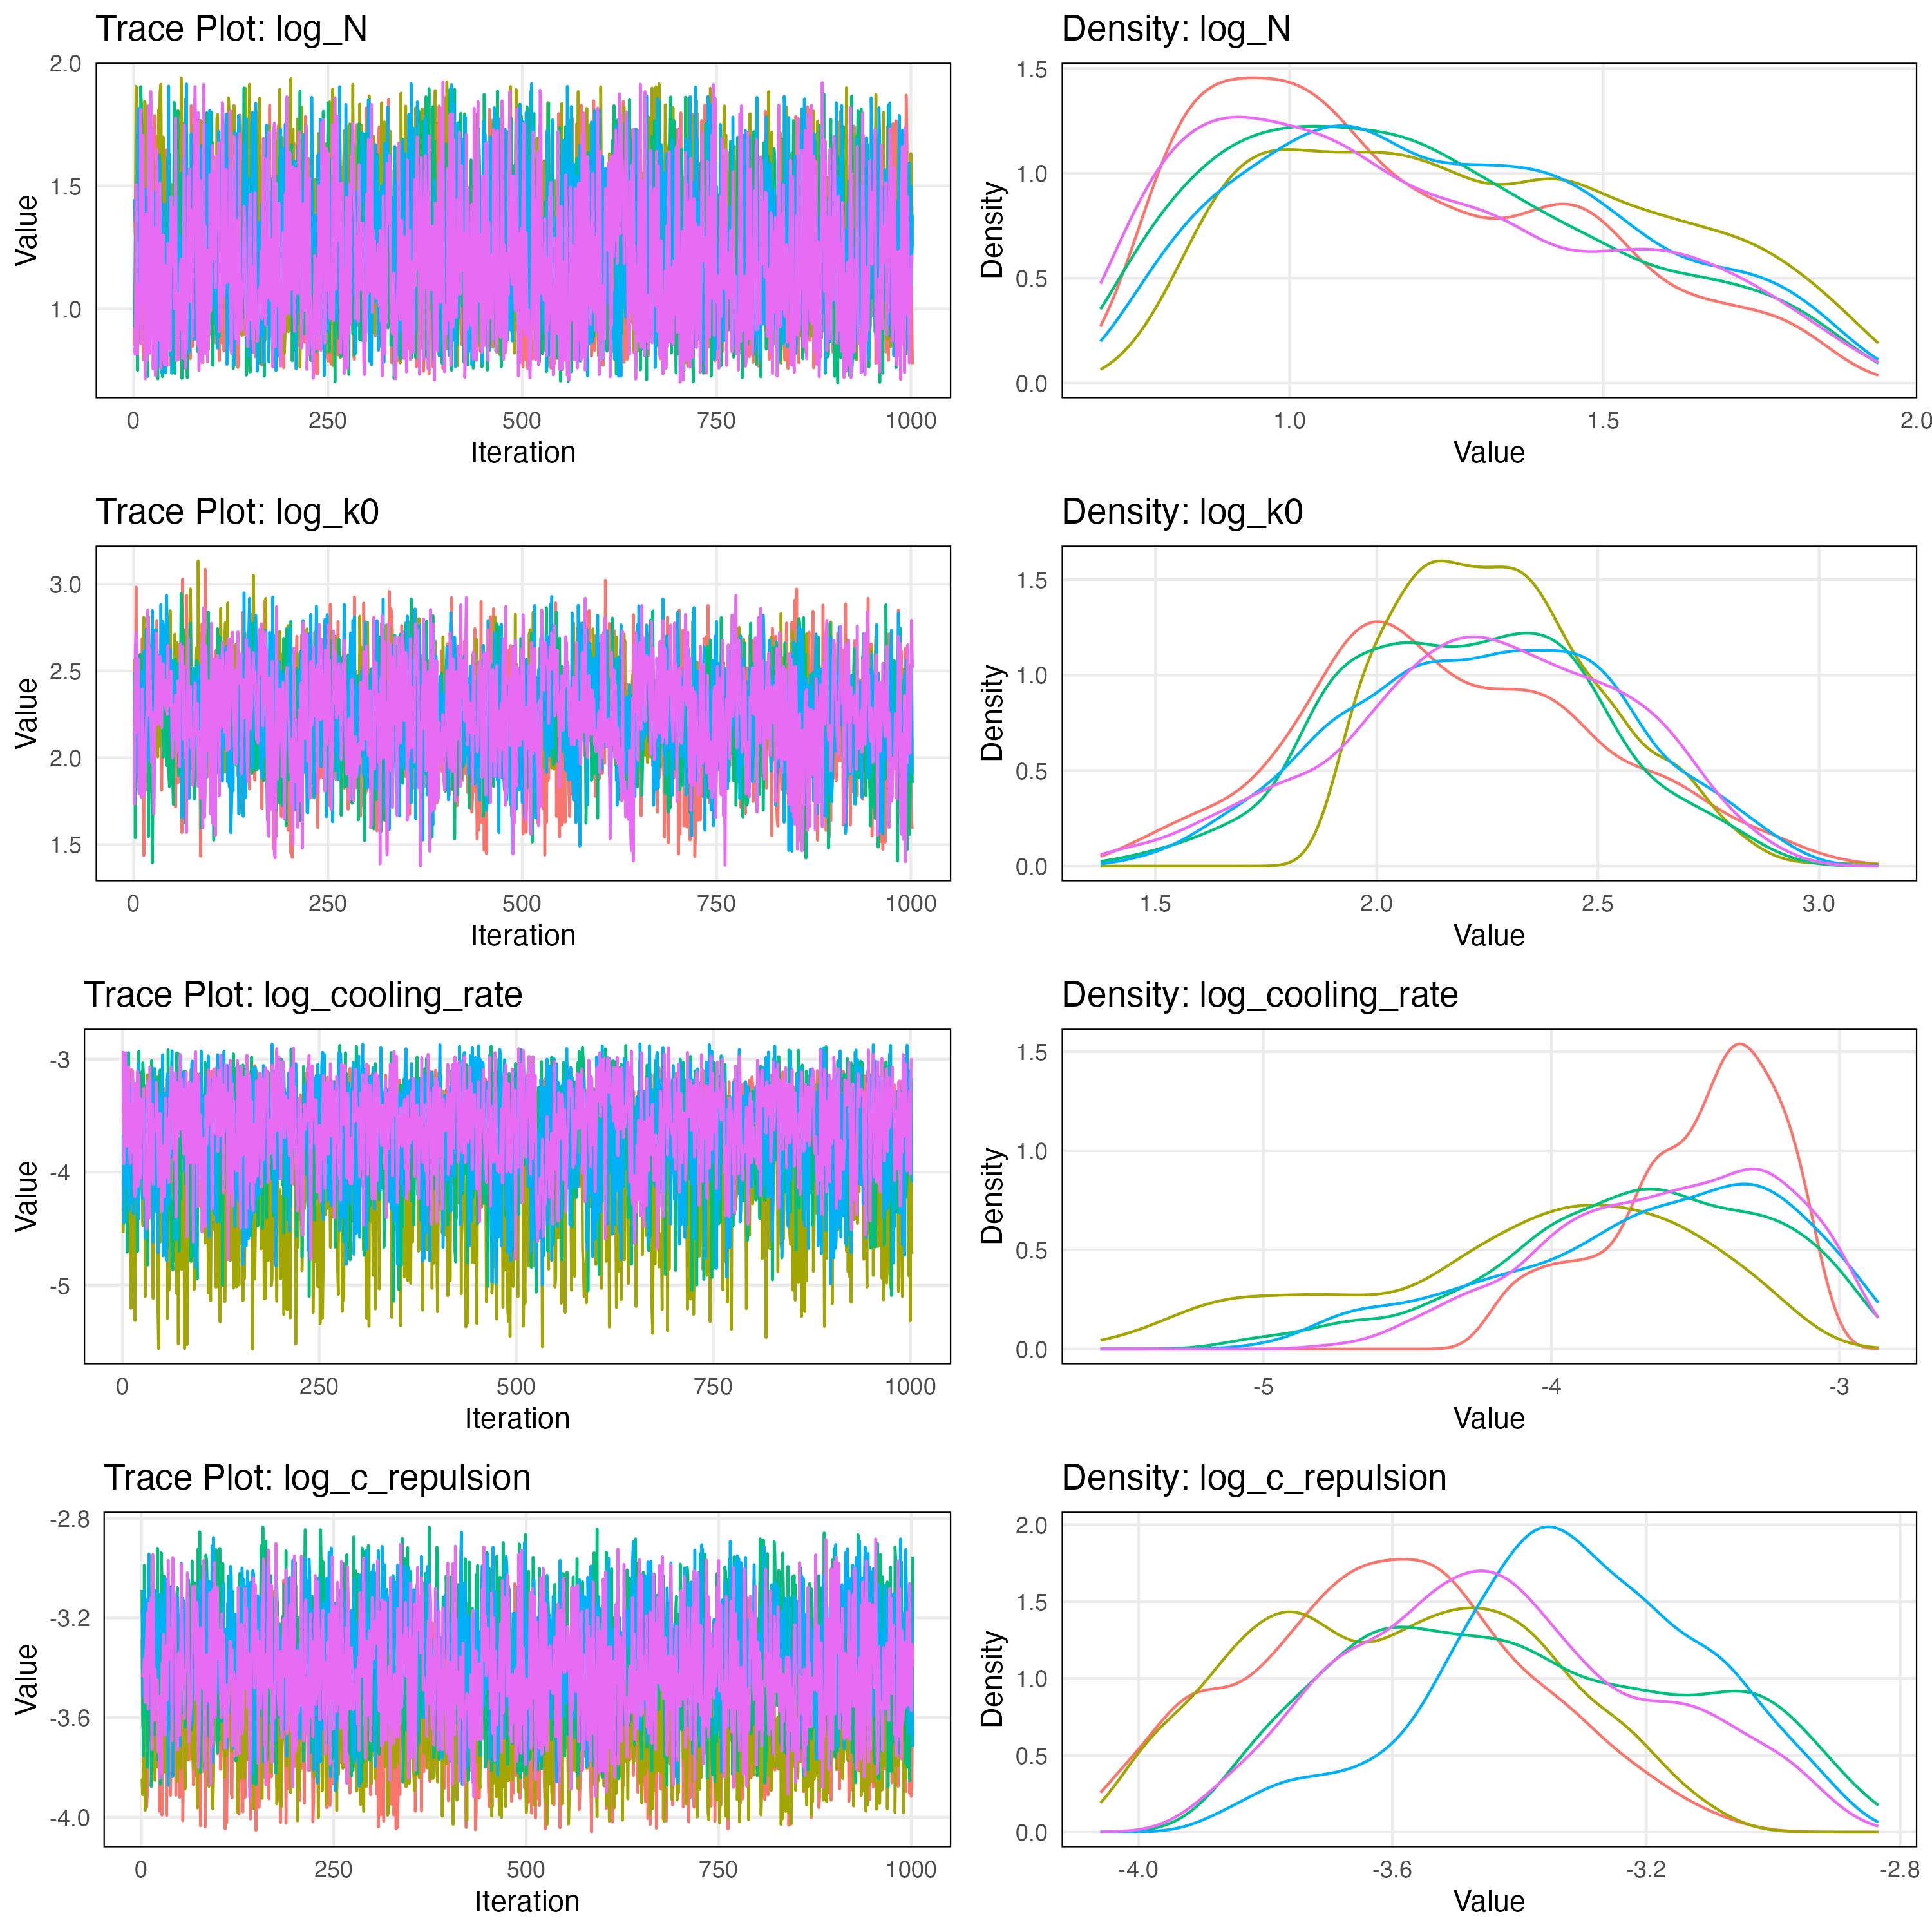 Trace Plot: log_N
2.0
1.5
1.0
Value
0 250 500 750 1000
Iteration
Density: log_N
1.5
1.0
0.5
0.0
Density
1.0 1.5 2.0
Value
Trace Plot: log_k0
3.0
2.5
2.0
1.5
Value
0 250 500 750 1000
Iteration
Density: log_k0
1.5
1.0
0.5
0.0
Density
1.5 2.0 2.5 3.0
Value
Trace Plot: log_cooling_rate
-3
-4
-5
Value
0 250 500 750 1000
Iteration
Density: log_cooling_rate
1.5
1.0
0.5
0.0
Density
-5 -4 -3
Value
Trace Plot: log_c_repulsion
-2.8
-3.2
-3.6
-4.0
Value
0 250 500 750 1000
Iteration
Density: log_c_repulsion
2.0
1.5
1.0
0.5
0.0
Density
-4.0 -3.6 -3.2 -2.8
Value